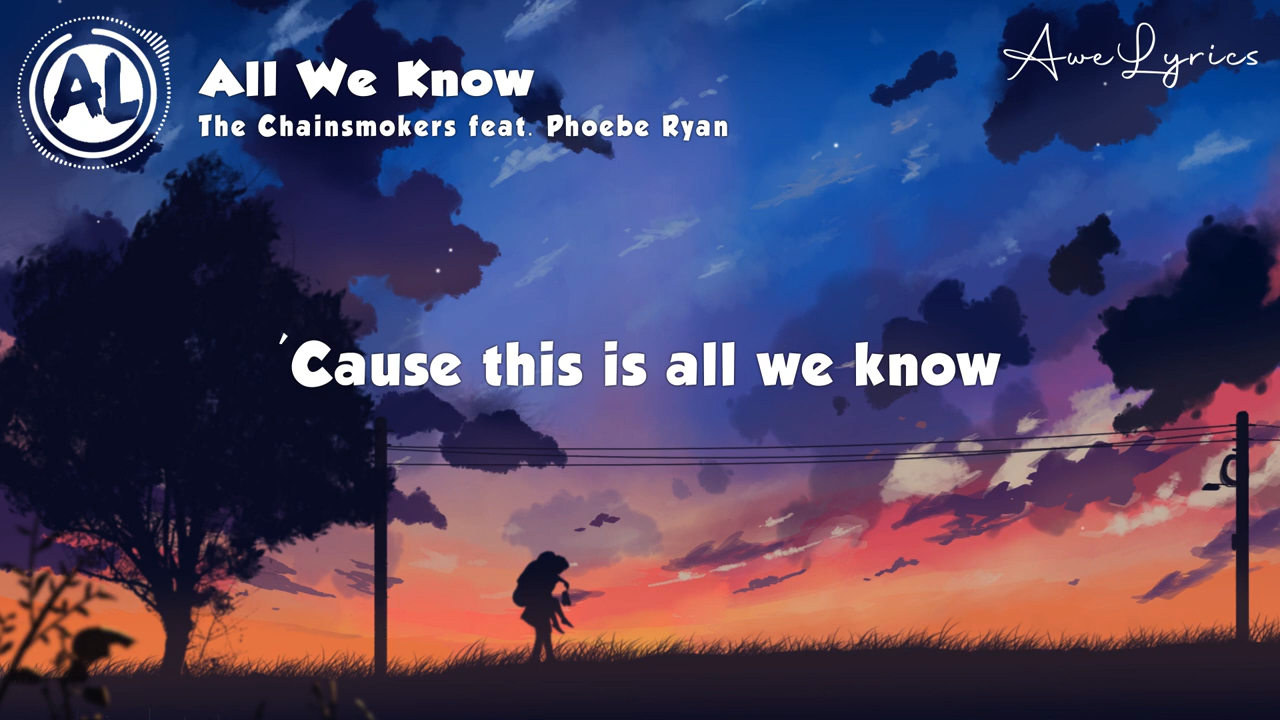 AL
All We Know
The Chainsmokers feat. Phoebe Ryan
AweLyrics
'Cause this is all we know